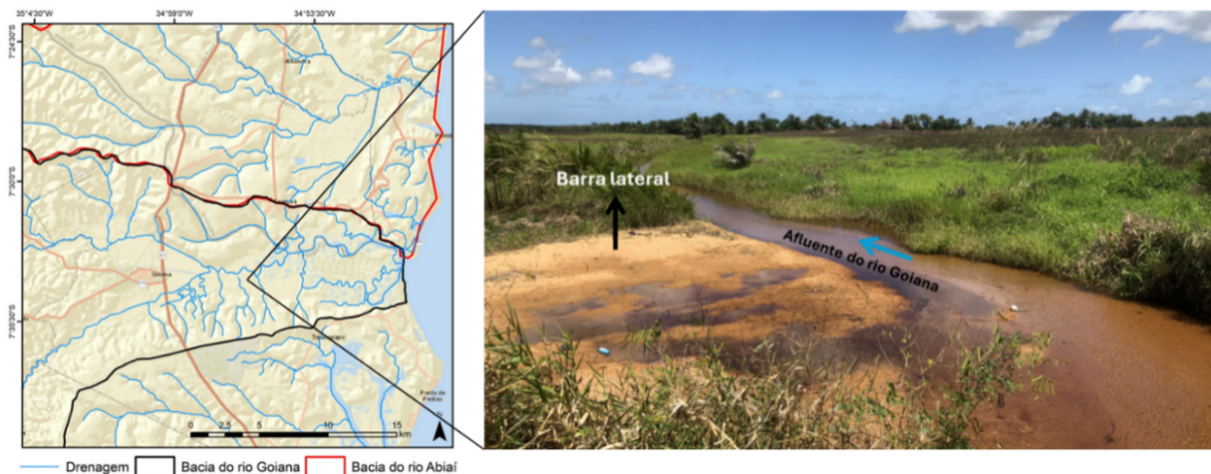 35°4'30"W
34°59'0"W
34°53'30"W
7°24'30"S
7°30'0"S
7°35'30"S
Alhandra
Goiana
Ponta de
Pedras
N
0 2,5 5 10 15
km
Barra lateral
Afluente do rio Goiana
Drenagem
Bacia do rio Goiana
Bacia do rio Abiaí